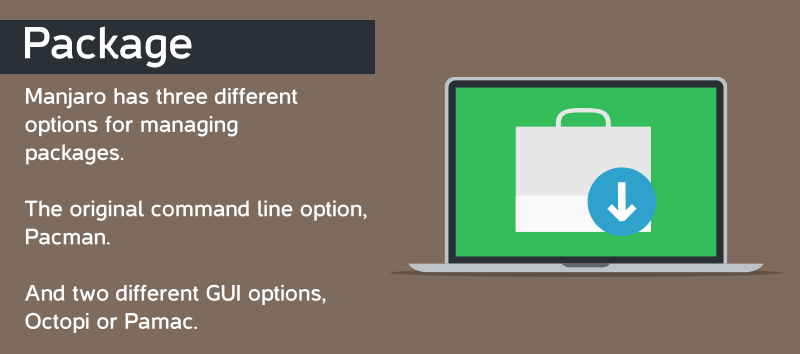 Package
Manjaro has three different
options for managing
packages.
The original command line option,
Pacman.
And two different GUI options,
Octopi or Pamac.